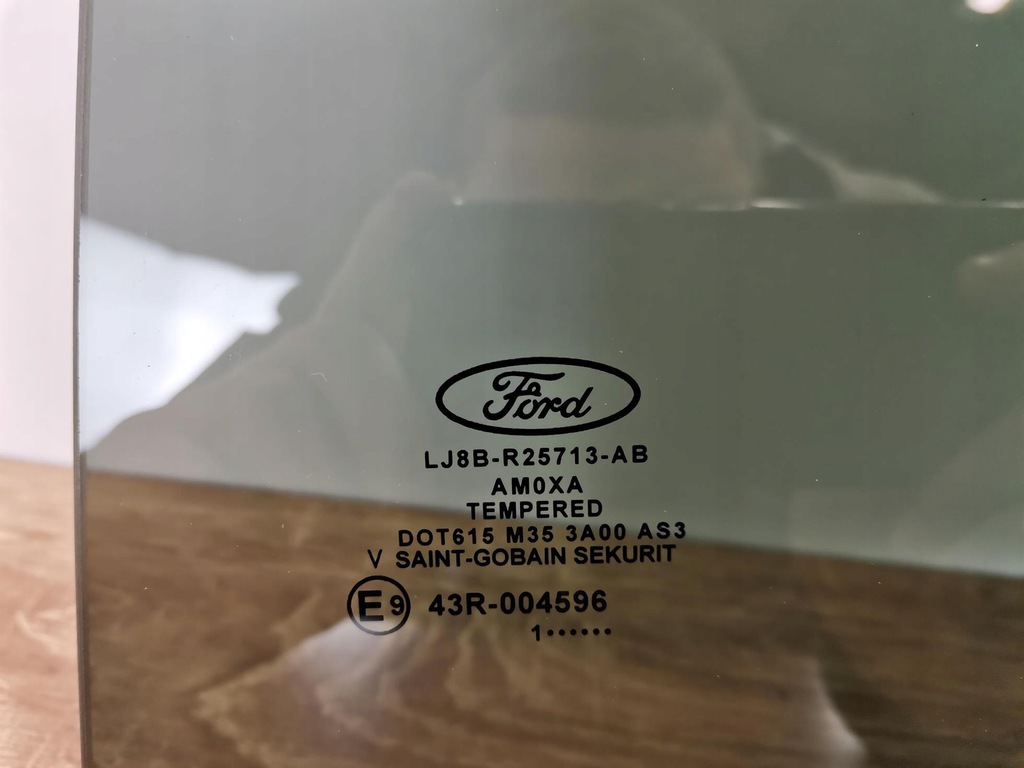 Ford
LJ8B-R25713-AB
AM0XA
TEMPERED
DOT615 M35 3A00 AS3
V SAINT-GOBAIN SEKURIT
E9 43R-004596
1••••••